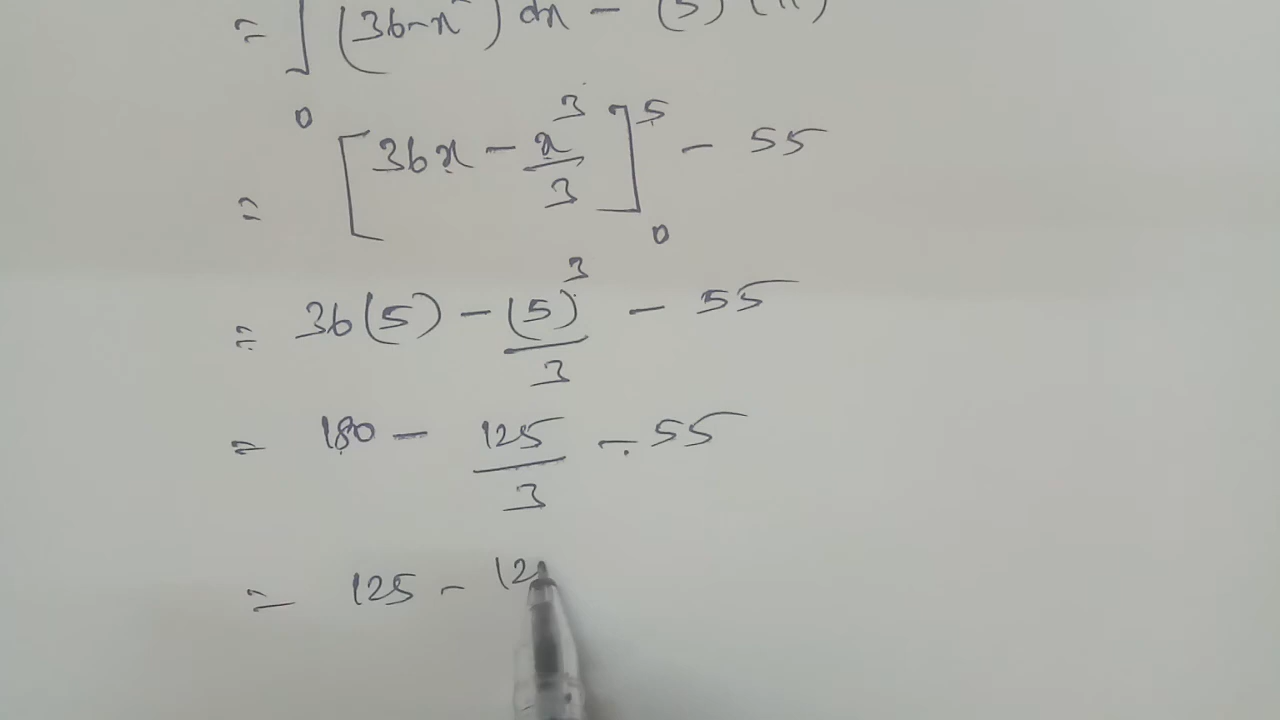 = ∫₀ (36-x²) dx - (5) (11)
= [36x - x³/3]₀⁵ - 55
= 36(5) - (5)³/3 - 55
= 180 - 125/3 - 55
= 125 - 12